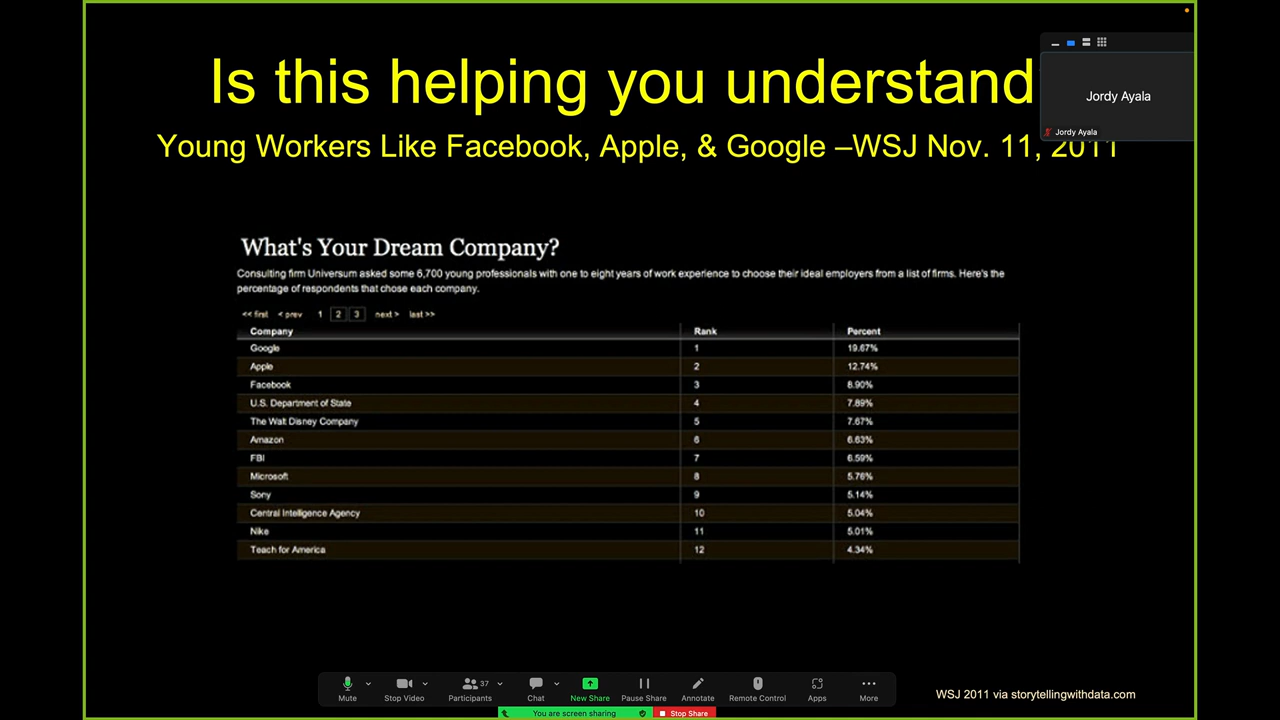 Is this helping you understand
Jordy Ayala
Jordy Ayala
Young Workers Like Facebook, Apple, & Google –WSJ Nov. 11, 2011
What's Your Dream Company?
Consulting firm Universum asked some 6,700 young professionals with one to eight years of work experience to choose their ideal employers from a list of firms. Here's the
percentage of respondents that chose each company.
<< first < prev 1 2 3 next > last >>
Company Rank Percent
Google 1 19.67%
Apple 2 12.74%
Facebook 3 8.90%
U.S. Department of State 4 7.89%
The Walt Disney Company 5 7.67%
Amazon 6 6.63%
FBI 7 6.59%
Microsoft 8 5.76%
Sony 9 5.14%
Central Intelligence Agency 10 5.04%
Nike 11 5.01%
Teach for America 12 4.34%
37
Mute Stop Video Participants Chat New Share Pause Share Annotate Remote Control Apps More
WSJ 2011 via storytellingwithdata.com
You are screen sharing Stop Share